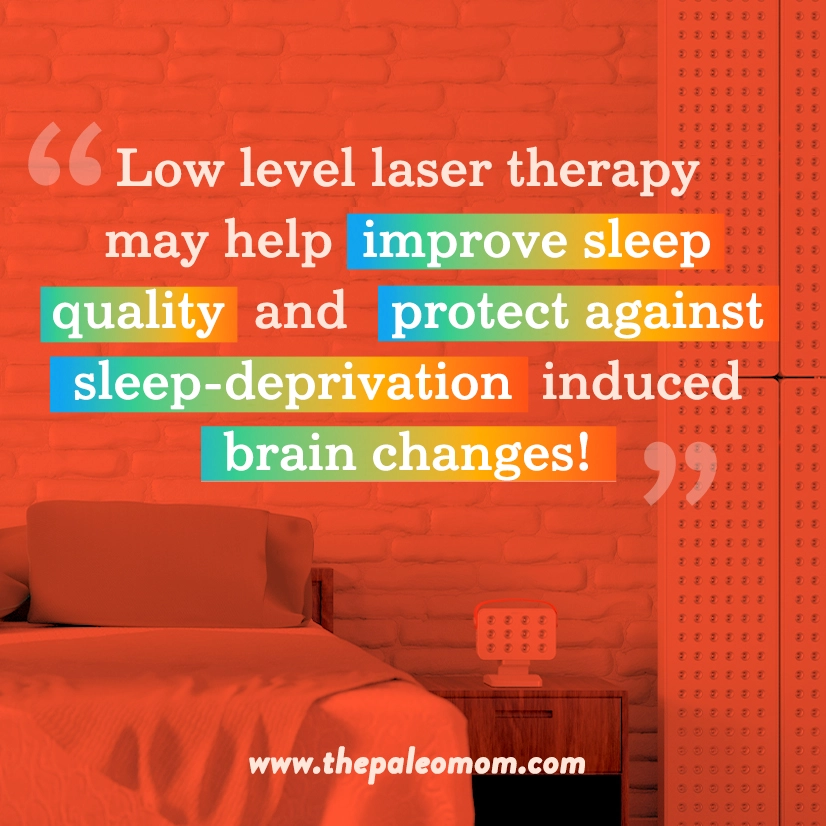 “ Low level laser therapy
may help improve sleep
quality and protect against
sleep-deprivation induced
brain changes! ”
www.thepaleomom.com